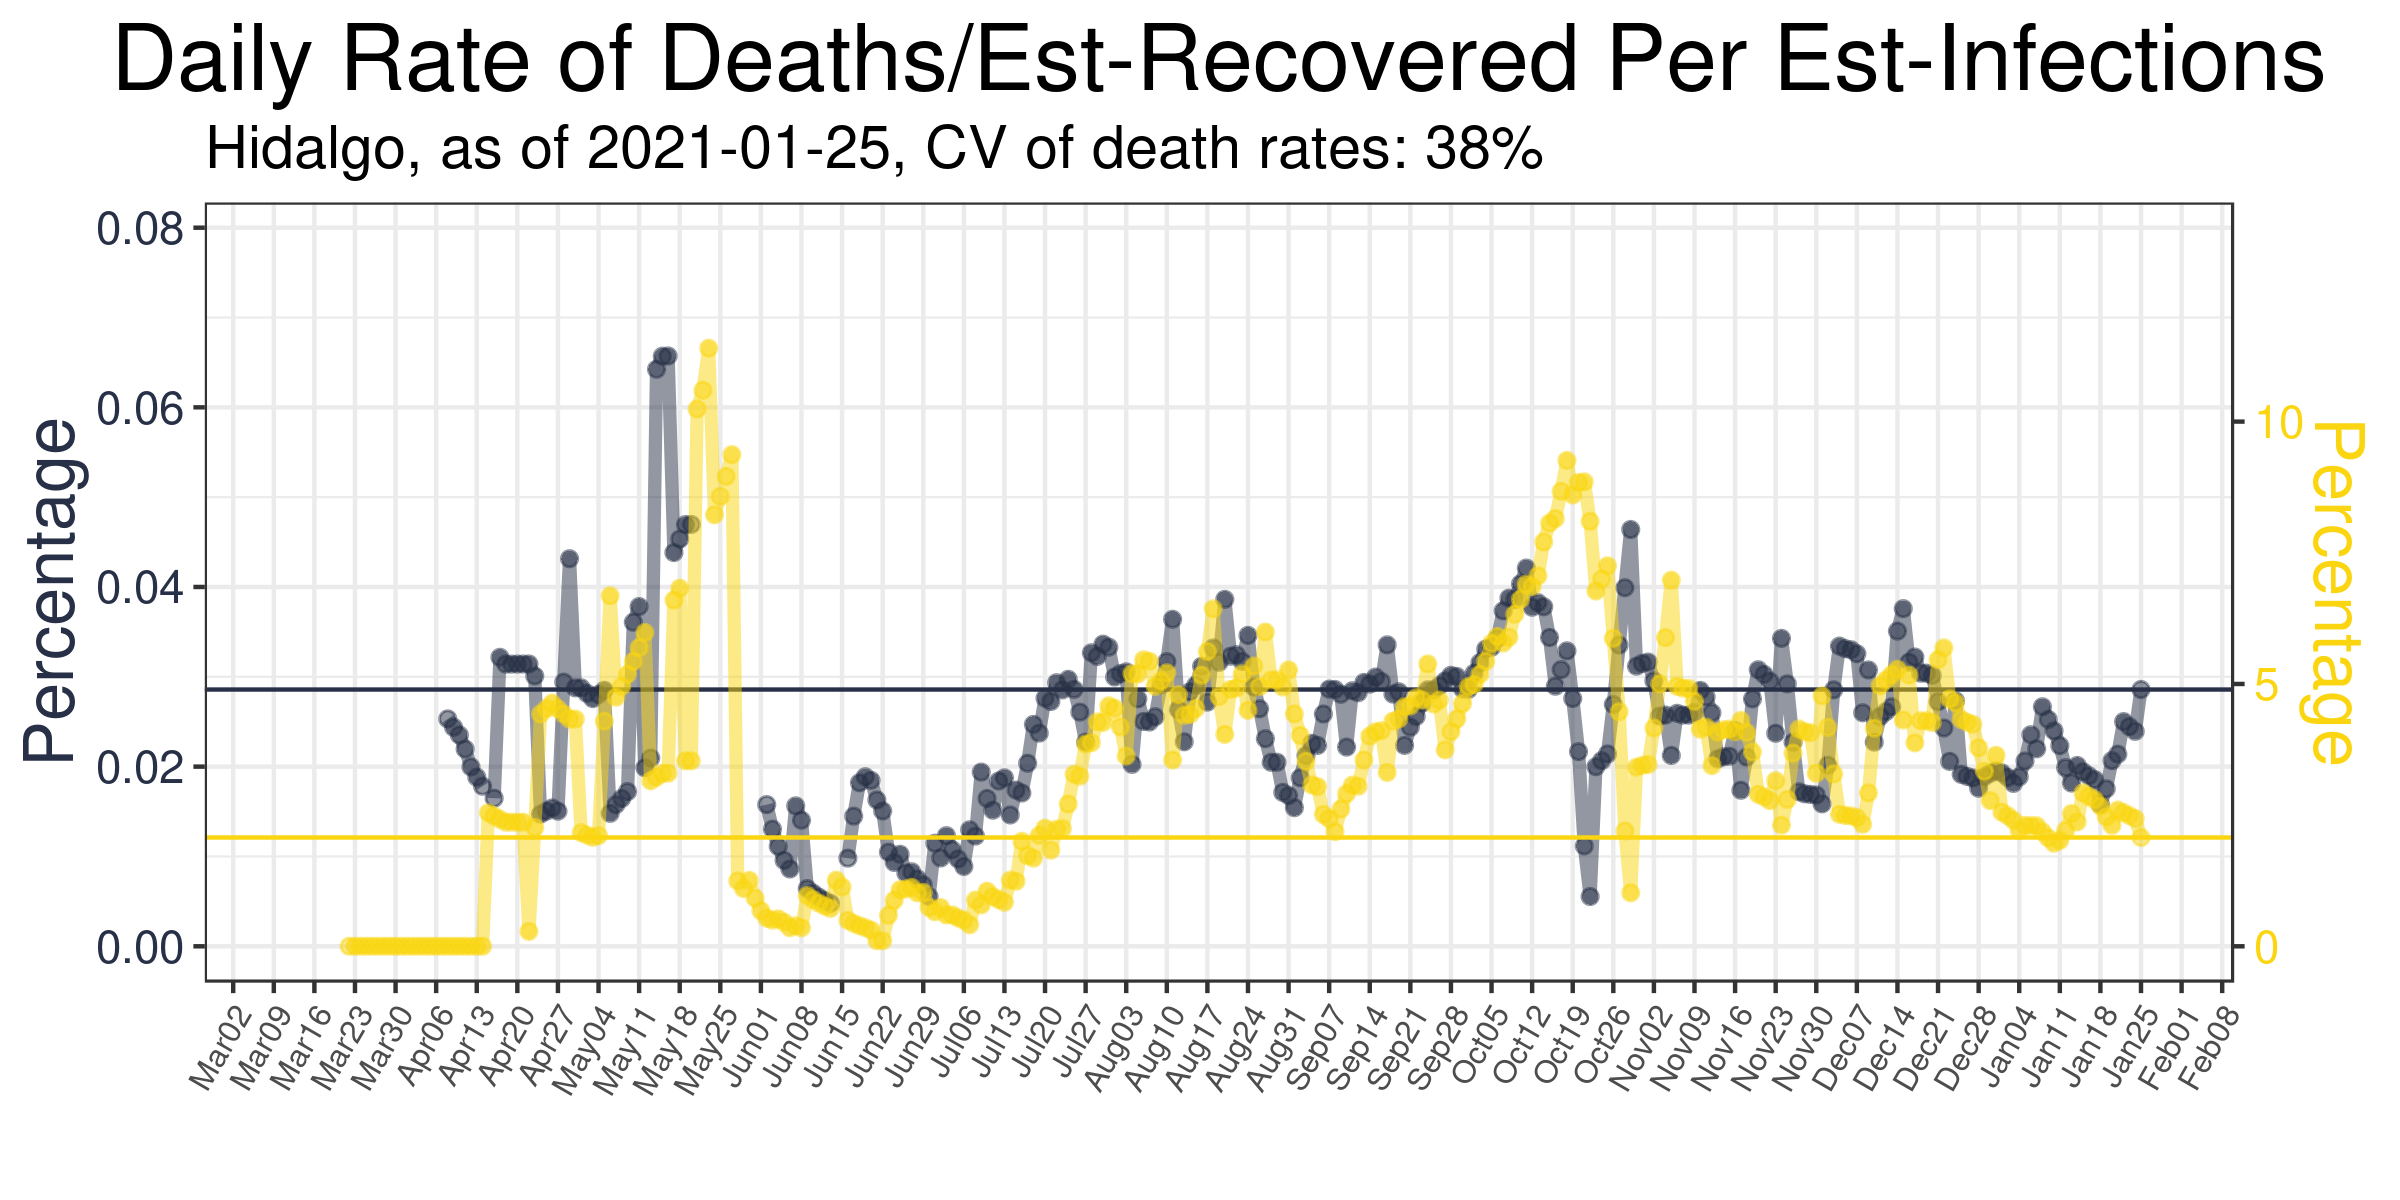 Daily Rate of Deaths/Est-Recovered Per Est-Infections
Hidalgo, as of 2021-01-25, CV of death rates: 38%
Percentage
0.08
0.06
0.04
0.02
0.00
10
5
0
Percentage
Mar02
Mar09
Mar16
Mar23
Mar30
Apr06
Apr13
Apr20
Apr27
May04
May11
May18
May25
Jun01
Jun08
Jun15
Jun22
Jun29
Jul06
Jul13
Jul20
Jul27
Aug03
Aug10
Aug17
Aug24
Aug31
Sep07
Sep14
Sep21
Sep28
Oct05
Oct12
Oct19
Oct26
Nov02
Nov09
Nov16
Nov23
Nov30
Dec07
Dec14
Dec21
Dec28
Jan04
Jan11
Jan18
Jan25
Feb01
Feb08